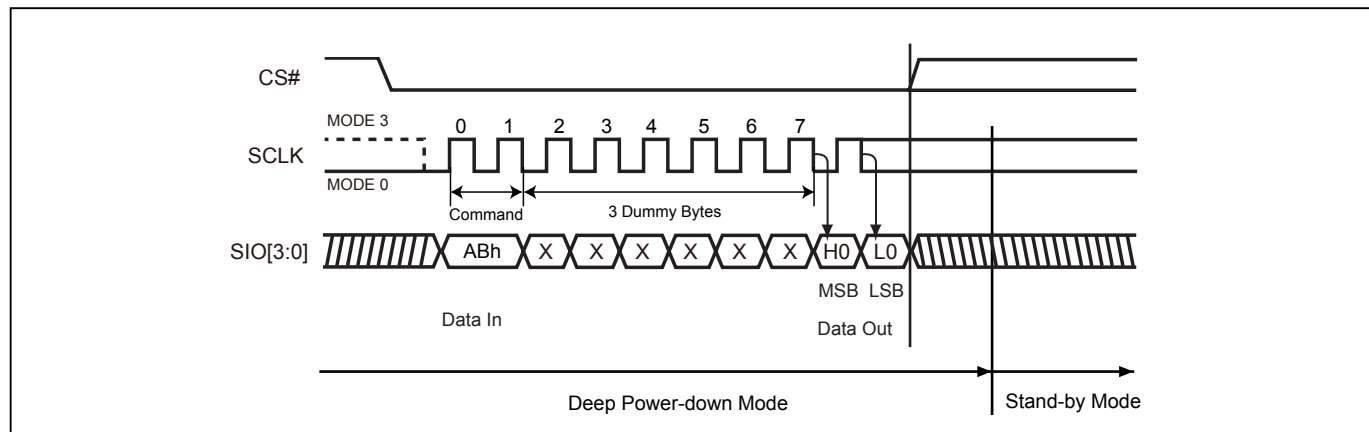 CS#
MODE 3
0 1 2 3 4 5 6 7
SCLK
MODE 0
Command
3 Dummy Bytes
SIO[3:0]
ABh X X X X X X H0 L0
MSB LSB
Data In
Data Out
Deep Power-down Mode
Stand-by Mode